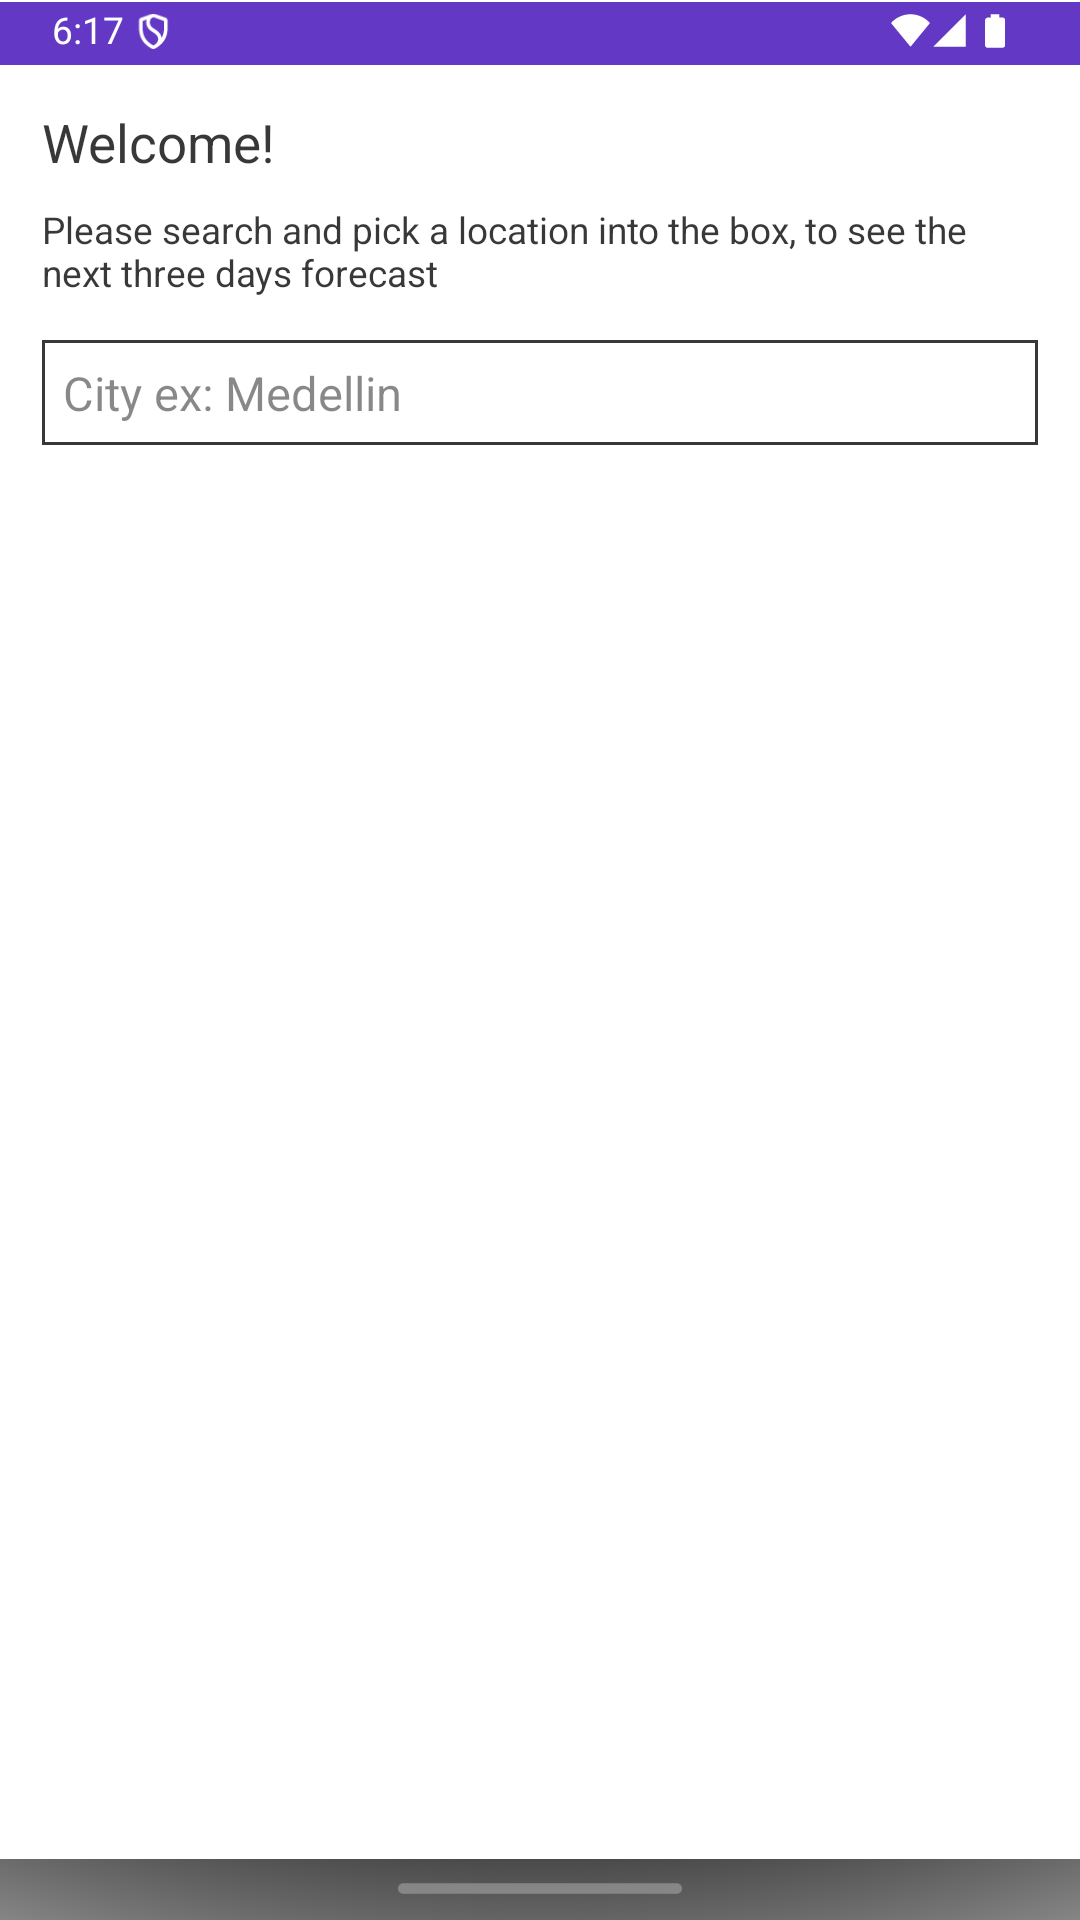 6:17
Welcome!
Please search and pick a location into the box, to see the
next three days forecast
City ex: Medellin